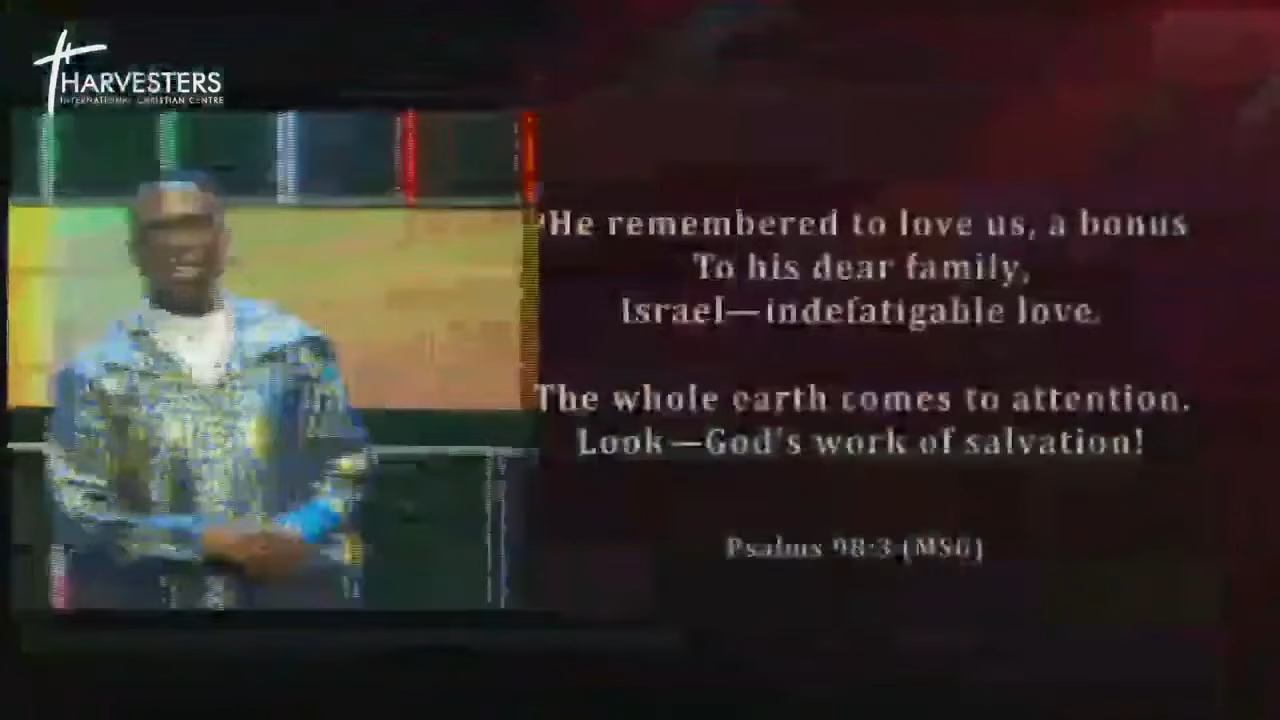 HARVESTERS
INTERNATIONAL CHRISTIAN CENTRE
"He remembered to love us, a bonus
To his dear family,
Israel—indefatigable love.
The whole earth comes to attention.
Look—God's work of salvation!
Psalms 98:3 (MSG)